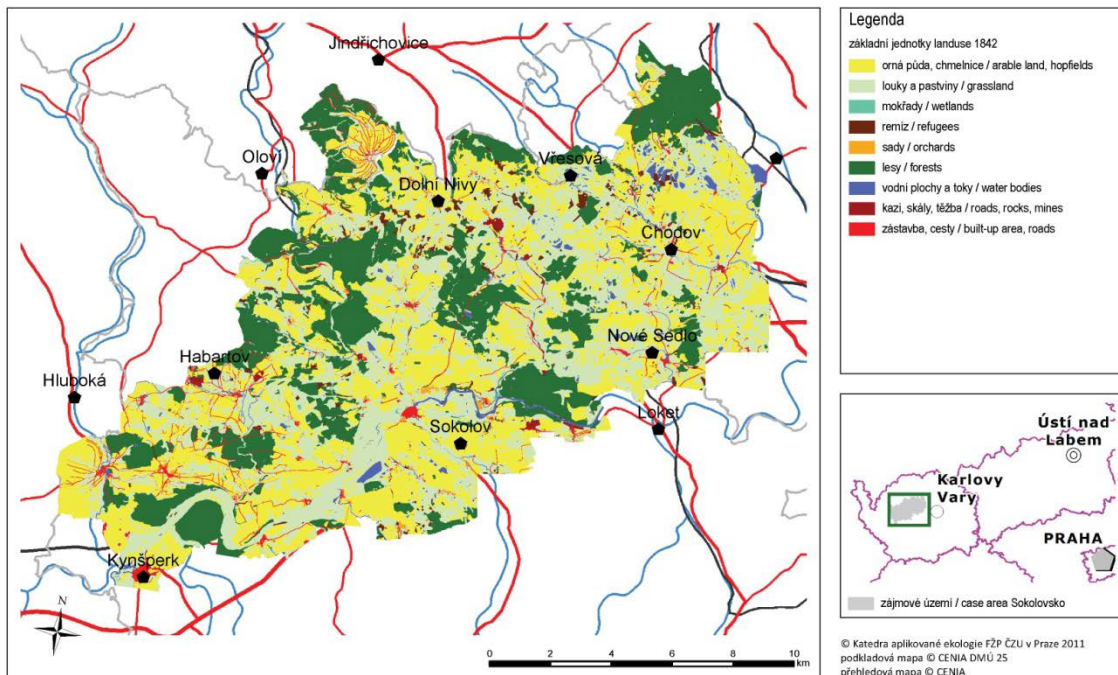 Jindřichovice
Oloví
Vřesová
Dolní Nivy
Chodov
Nové Sedlo
Habartov
Hluboká
Loket
Sokolov
Kynšperk
N
0 2 4 6 8 10
km
Legenda
základní jednotky landuse 1842
orná půda, chmelnice / arable land, hopfields
louky a pastviny / grassland
mokřady / wetlands
remiz / refugees
sady / orchards
lesy / forests
vodní plochy a toky / water bodies
kazi, skály, těžba / roads, rocks, mines
zástavba, cesty / built-up area, roads
Ústí nad
Labem
Karlovy
Vary
PRAHA
zájmové území / case area Sokolovsko
© Katedra aplikované ekologie FŽP ČZU v Praze 2011
podkladová mapa © CENIA DMÚ 25
přehledová mapa © CENIA